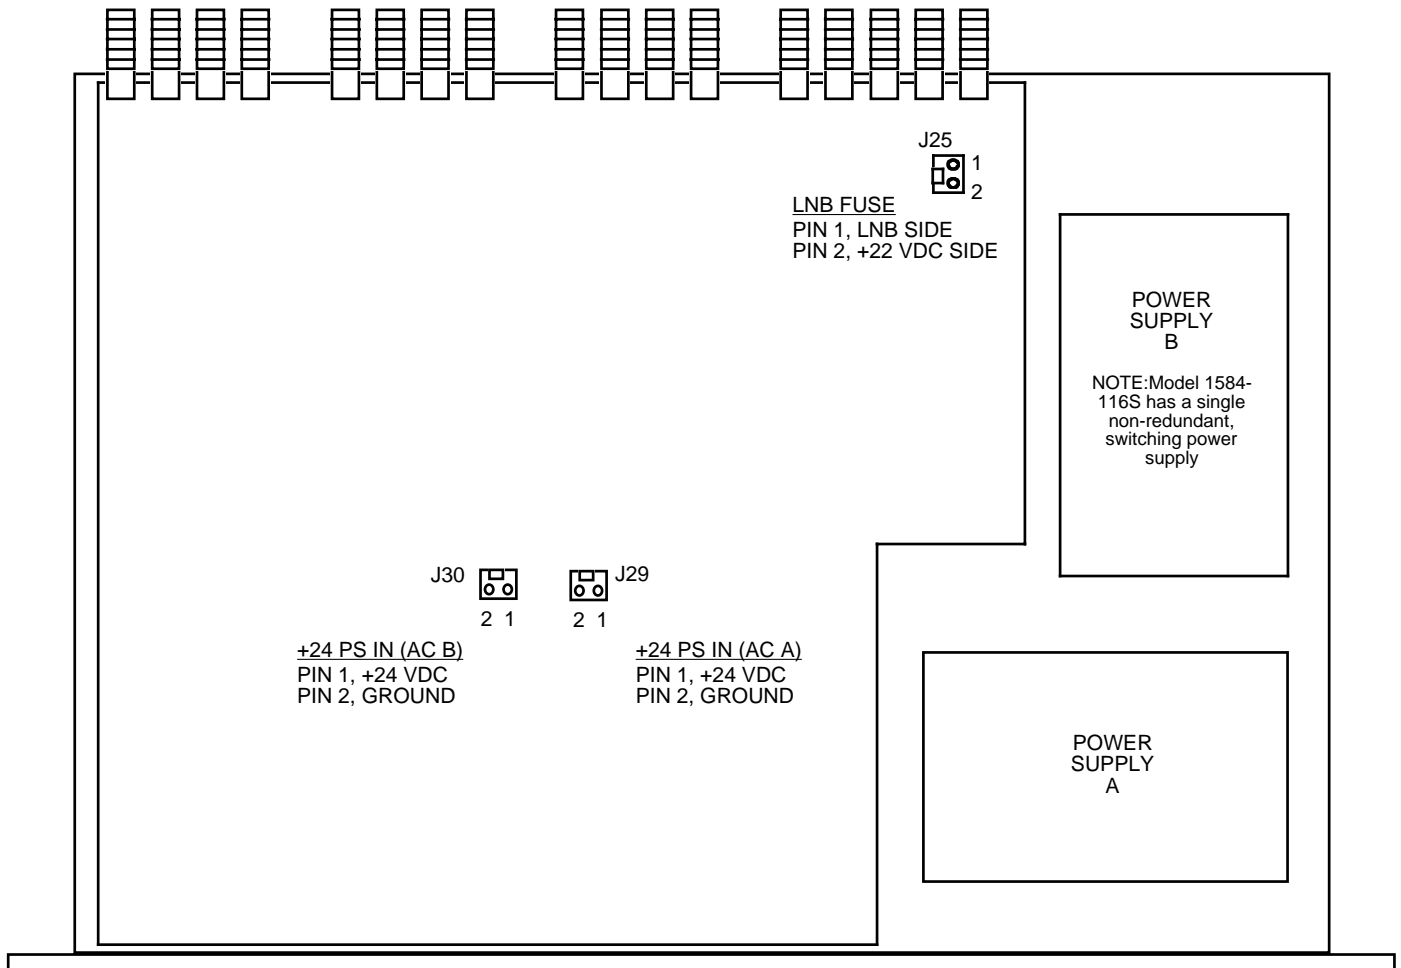 J25
1
2
LNB FUSE
PIN 1, LNB SIDE
PIN 2, +22 VDC SIDE
POWER
SUPPLY
B
NOTE:Model 1584-
116S has a single
non-redundant,
switching power
supply
J30
2 1
+24 PS IN (AC B)
PIN 1, +24 VDC
PIN 2, GROUND
J29
2 1
+24 PS IN (AC A)
PIN 1, +24 VDC
PIN 2, GROUND
POWER
SUPPLY
A